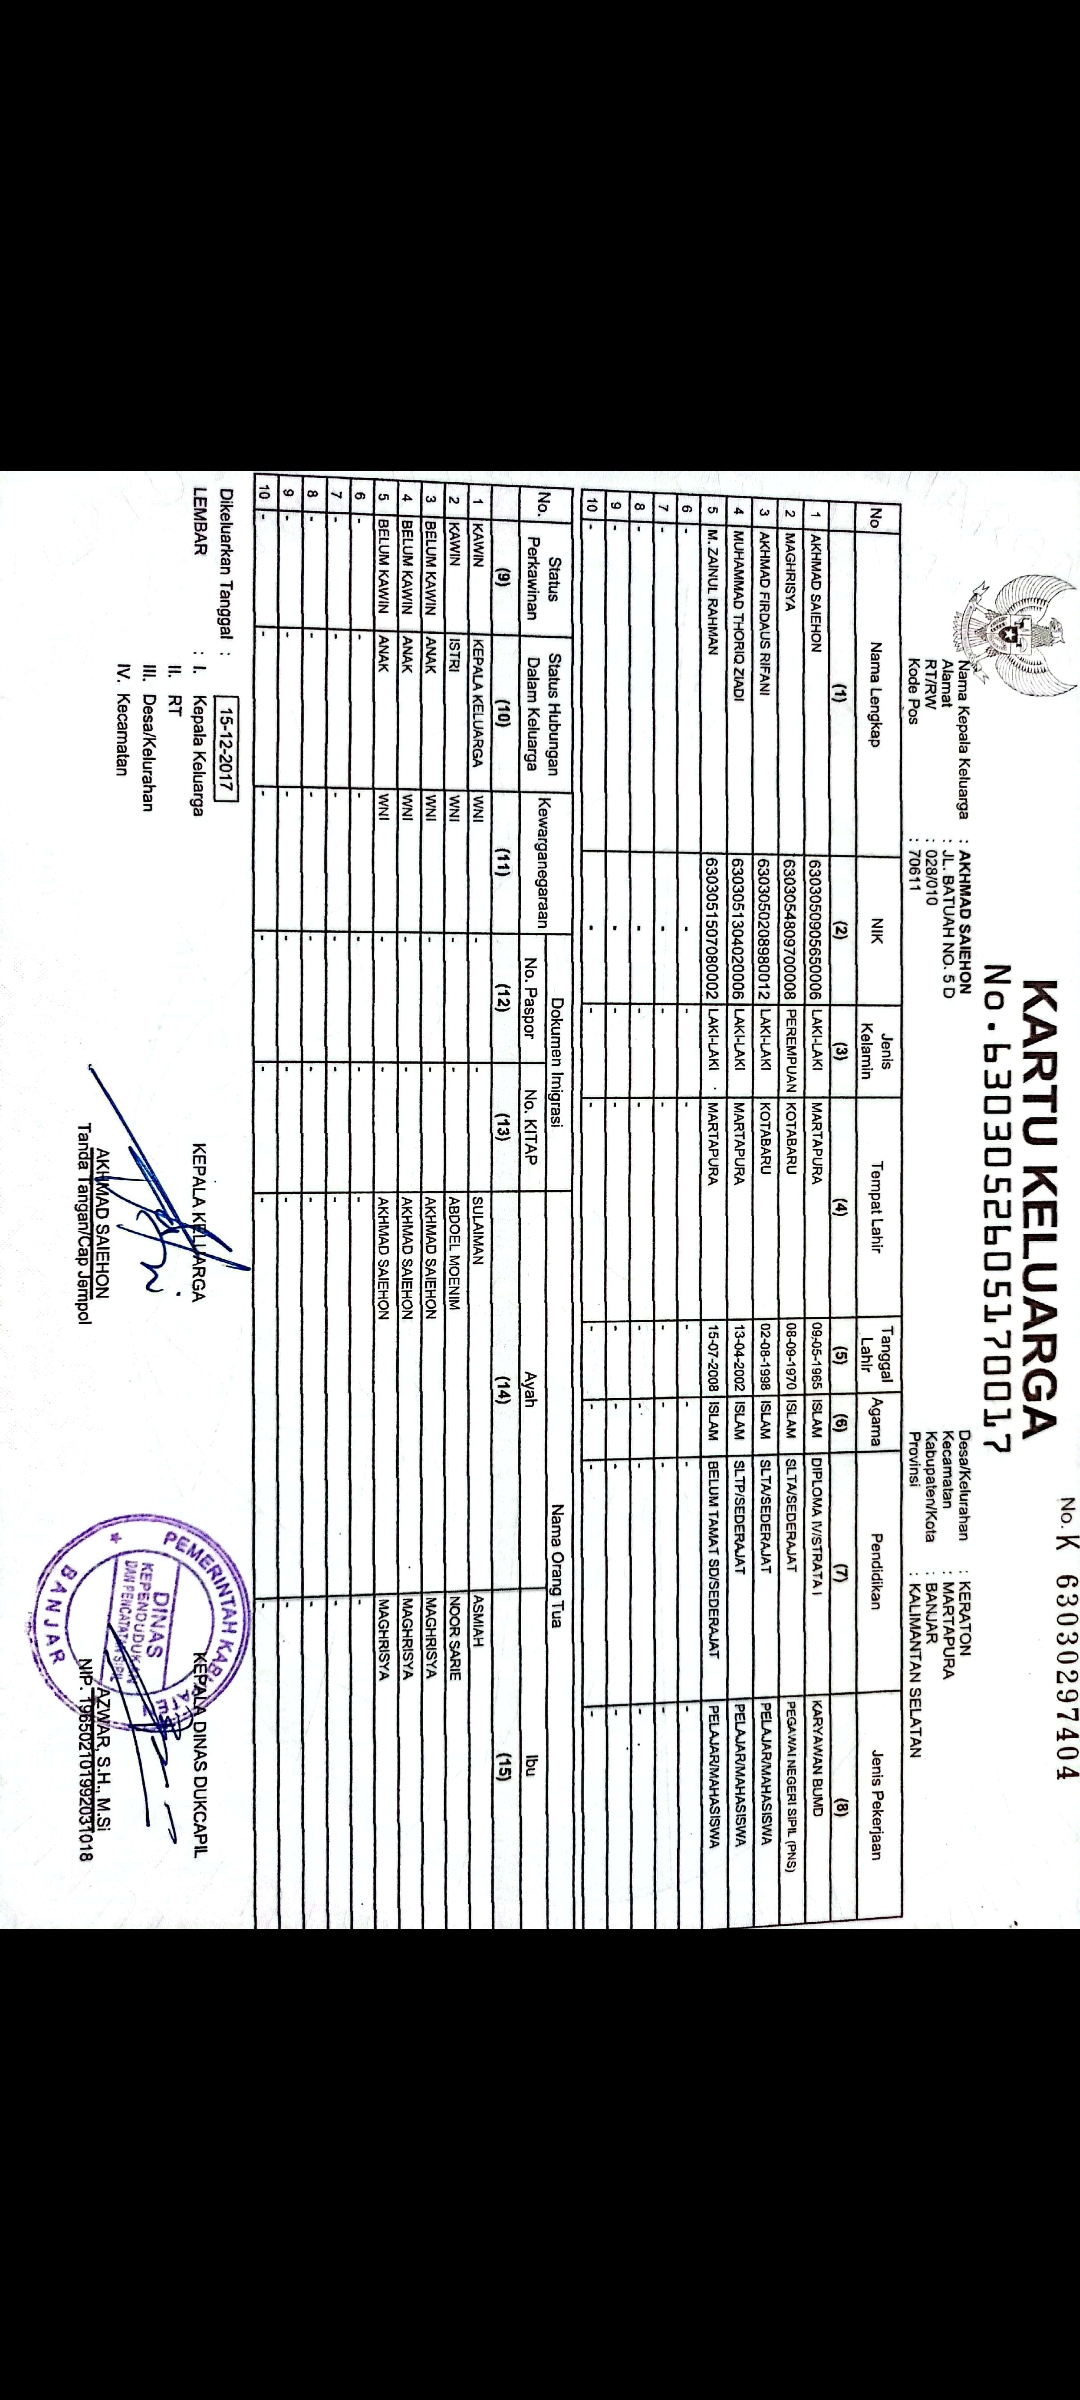 No. K 63030297404
KARTU KELUARGA
No. 6303052605170017
Nama Kepala Keluarga : AKHMAD SAIEHON
Alamat : JL. BATUAH NO. 5 D
RT/RW : 028/010
Kode Pos : 70611
Desa/Kelurahan : KERATON
Kecamatan : MARTAPURA
Kabupaten/Kota : BANJAR
Provinsi : KALIMANTAN SELATAN
No Nama Lengkap NIK Jenis Kelamin Tempat Lahir Tanggal Lahir Agama Pendidikan Jenis Pekerjaan
(1) (2) (3) (4) (5) (6) (7) (8)
1 AKHMAD SAIEHON 6303050905650006 LAKI-LAKI MARTAPURA 09-05-1965 ISLAM DIPLOMA IV/STRATA I KARYAWAN BUMD
2 MAGHRISYA 6303054809700008 PEREMPUAN KOTABARU 08-09-1970 ISLAM SLTA/SEDERAJAT PEGAWAI NEGERI SIPIL (PNS)
3 AKHMAD FIRDAUS RIFANI 6303050208980012 LAKI-LAKI KOTABARU 02-08-1998 ISLAM SLTA/SEDERAJAT PELAJAR/MAHASISWA
4 MUHAMMAD THORIQ ZIADI 6303051304020006 LAKI-LAKI MARTAPURA 13-04-2002 ISLAM SLTP/SEDERAJAT PELAJAR/MAHASISWA
5 M. ZAINUL RAHMAN 6303051507080002 LAKI-LAKI MARTAPURA 15-07-2008 ISLAM BELUM TAMAT SD/SEDERAJAT PELAJAR/MAHASISWA
6 - - - - - - - -
7 - - - - - - - -
8 - - - - - - - -
9 - - - - - - - -
10 - - - - - - - -
No. Status Perkawinan Status Hubungan Dalam Keluarga Kewarganegaraan Dokumen Imigrasi Nama Orang Tua
No. Paspor No. KITAP Ayah Ibu
(9) (10) (11) (12) (13) (14) (15)
1 KAWIN KEPALA KELUARGA WNI - - SULAIMAN ASMIAH
2 KAWIN ISTRI WNI - - ABDOEL MOENIM NOOR SARIE
3 BELUM KAWIN ANAK WNI - - AKHMAD SAIEHON MAGHRISYA
4 BELUM KAWIN ANAK WNI - - AKHMAD SAIEHON MAGHRISYA
5 BELUM KAWIN ANAK WNI - - AKHMAD SAIEHON MAGHRISYA
6 - - - - - - -
7 - - - - - - -
8 - - - - - - -
9 - - - - - - -
10 - - - - - - -
Dikeluarkan Tanggal : 15-12-2017
LEMBAR : I. Kepala Keluarga
II. RT
III. Desa/Kelurahan
IV. Kecamatan
KEPALA KELUARGA
AKHMAD SAIEHON
Tanda Tangan/Cap Jempol
KEPALA DINAS DUKCAPIL
PEMERINTAH KABUPATEN
DINAS
KEPENDUDUKAN
DAN PENCATATAN SIPIL
BANJAR
AZWAR, S.H., M.Si
NIP. 196502101992031018